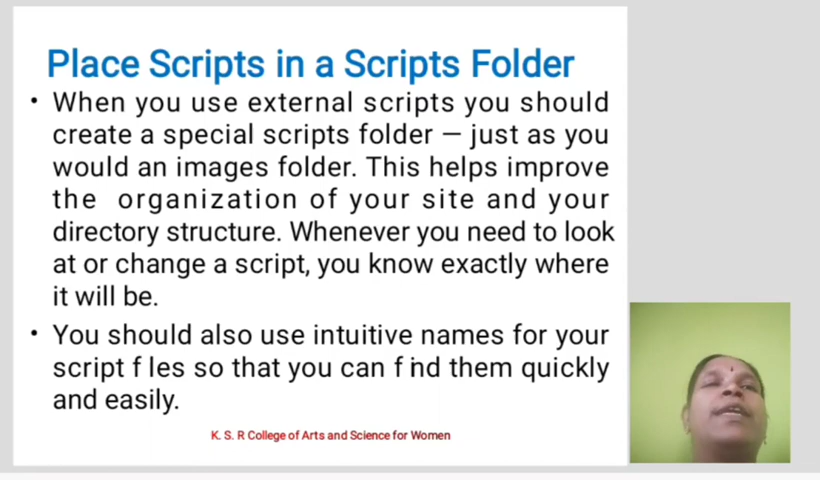 Place Scripts in a Scripts Folder
• When you use external scripts you should
create a special scripts folder — just as you
would an images folder. This helps improve
the organization of your site and your
directory structure. Whenever you need to look
at or change a script, you know exactly where
it will be.
• You should also use intuitive names for your
script f les so that you can f ind them quickly
and easily.
K. S. R College of Arts and Science for Women